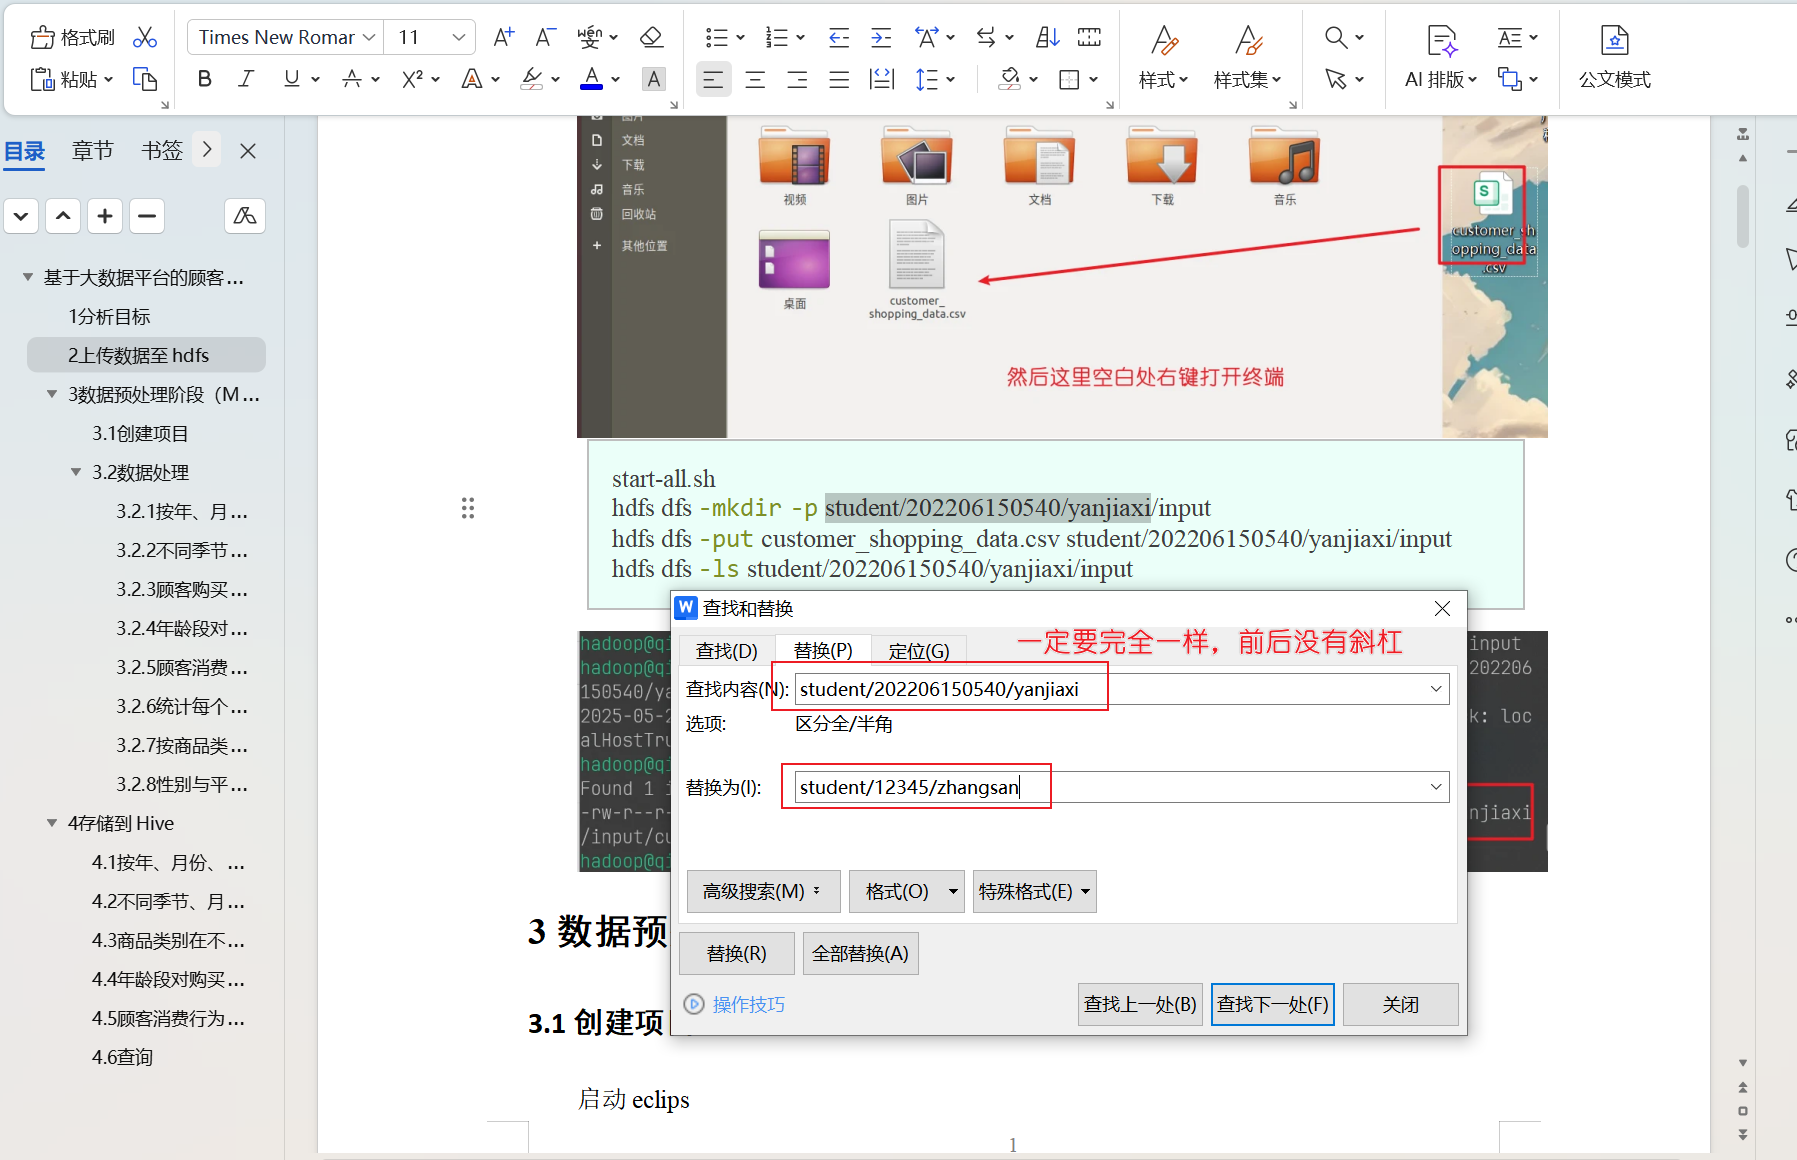 格式刷
Times New Romar
11
粘贴
样式
样式集
AI 排版
公文模式
目录
章节
书签
基于大数据平台的顾客...
1分析目标
2上传数据至 hdfs
3数据预处理阶段（M...
3.1创建项目
3.2数据处理
3.2.1按年、月...
3.2.2不同季节...
3.2.3顾客购买...
3.2.4年龄段对...
3.2.5顾客消费...
3.2.6统计每个...
3.2.7按商品类...
3.2.8性别与平...
4存储到 Hive
4.1按年、月份、...
4.2不同季节、月...
4.3商品类别在不...
4.4年龄段对购买...
4.5顾客消费行为...
4.6查询
图片
文档
下载
音乐
回收站
其他位置
视频
图片
文档
下载
音乐
桌面
customer_
shopping_data.csv
customer_sh
opping_data
.csv
然后这里空白处右键打开终端
start-all.sh
hdfs dfs -mkdir -p student/202206150540/yanjiaxi/input
hdfs dfs -put customer_shopping_data.csv student/202206150540/yanjiaxi/input
hdfs dfs -ls student/202206150540/yanjiaxi/input
hadoop@qi
input
hadoop@qi
202206
150540/ya
2025-05-2
k: loc
alHostTru
hadoop@qi
Found 1 i
-rw-r--r-
njiaxi
/input/cu
hadoop@qi
查找和替换
查找(D)
替换(P)
定位(G)
一定要完全一样，前后没有斜杠
查找内容(N):
student/202206150540/yanjiaxi
选项:
区分全/半角
替换为(I):
student/12345/zhangsan
高级搜索(M)
格式(O)
特殊格式(E)
替换(R)
全部替换(A)
操作技巧
查找上一处(B)
查找下一处(F)
关闭
3 数据预
3.1 创建项
启动 eclips
1